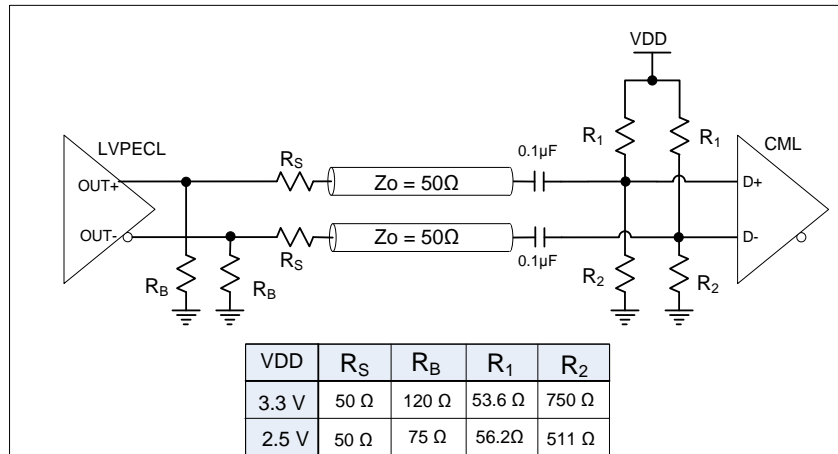 VDD
LVPECL
R1
R1
CML
0.1µF
RS
OUT+
Zo = 50Ω
D+
OUT-
Zo = 50Ω
D-
RS
0.1µF
RB
RB
R2
R2
VDD RS RB R1 R2
3.3 V 50 Ω 120 Ω 53.6 Ω 750 Ω
2.5 V 50 Ω 75 Ω 56.2Ω 511 Ω